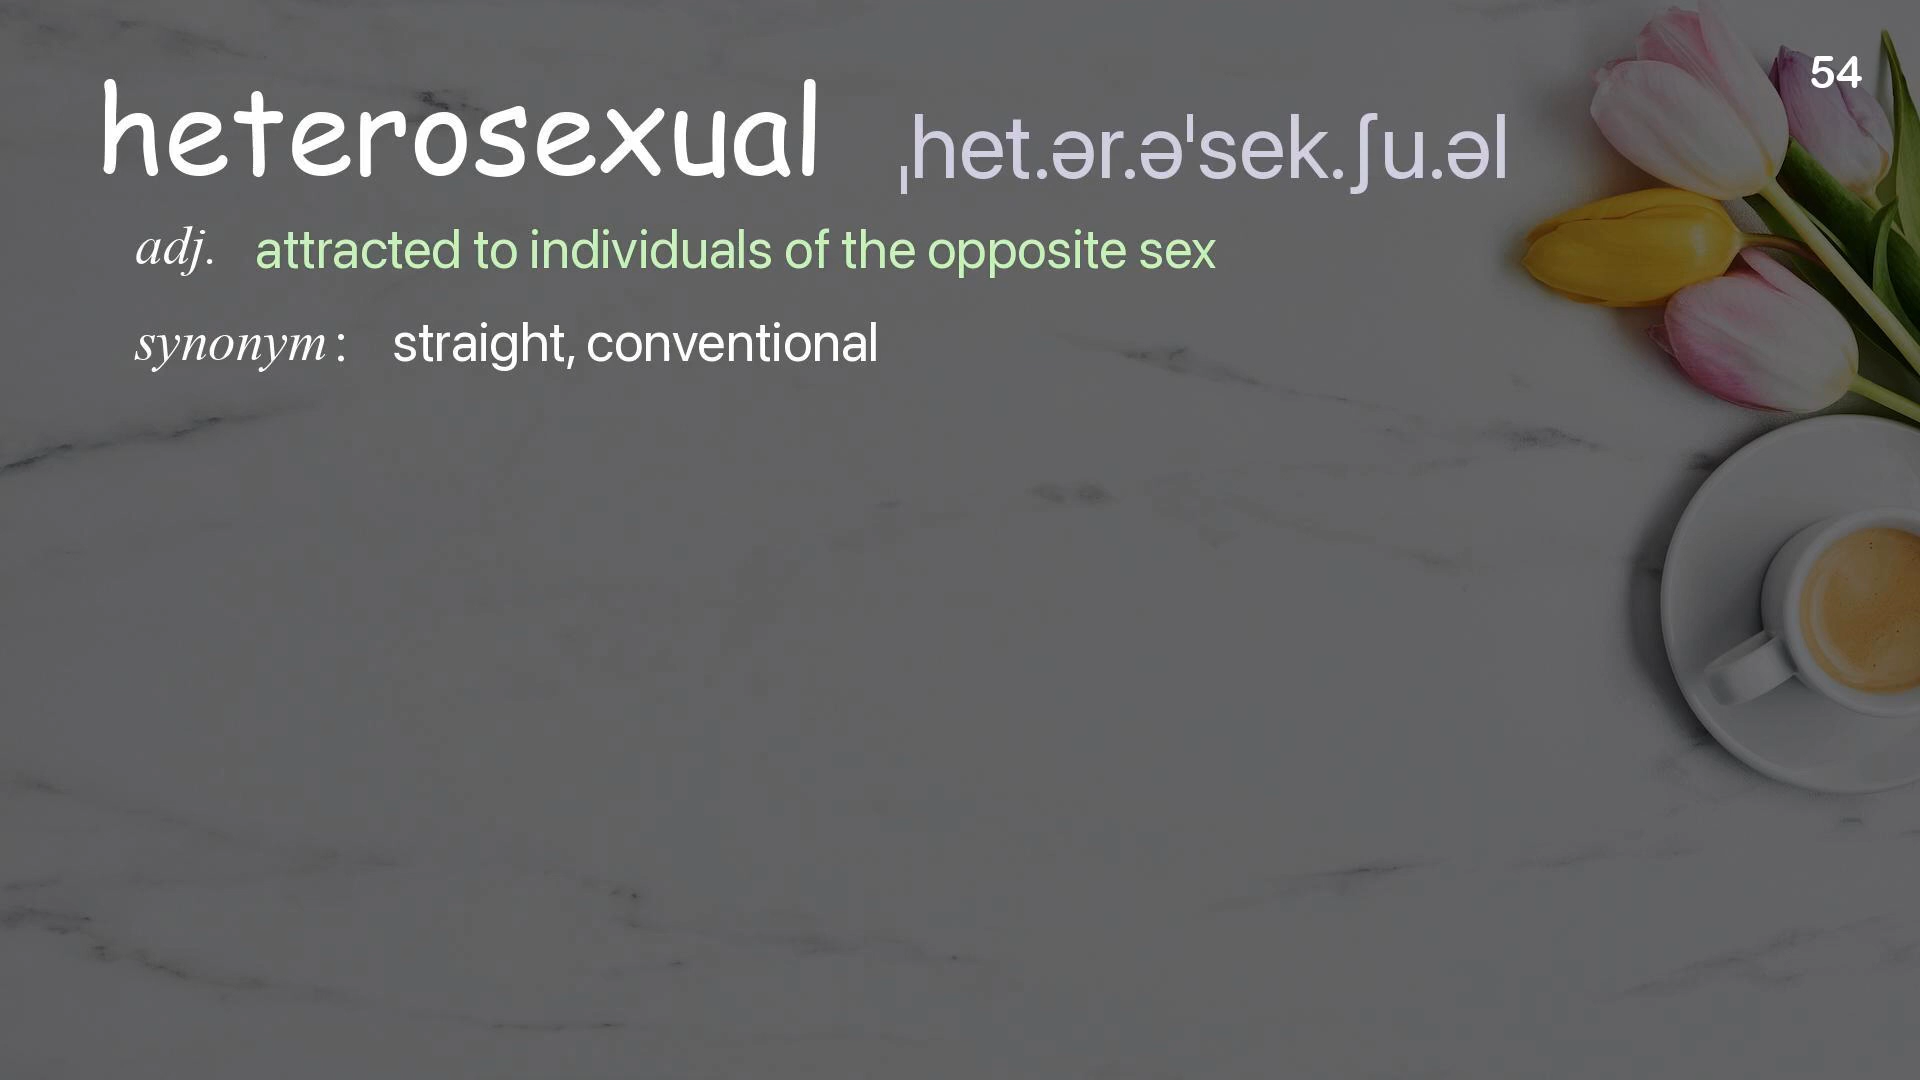 54
heterosexual ˌhet.ər.əˈsek.ʃu.əl
adj. attracted to individuals of the opposite sex
synonym: straight, conventional